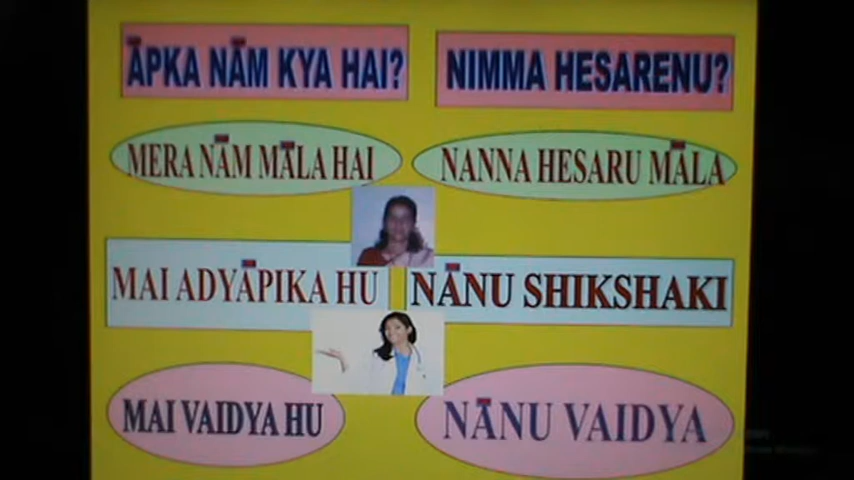 ĀPKA NĀM KYA HAI?
NIMMA HESARENU?
MERA NĀM MĀLA HAI
NANNA HESARU MĀLA
MAI ADYĀPIKA HU
NĀNU SHIKSHAKI
MAI VAIDYA HU
NĀNU VAIDYA